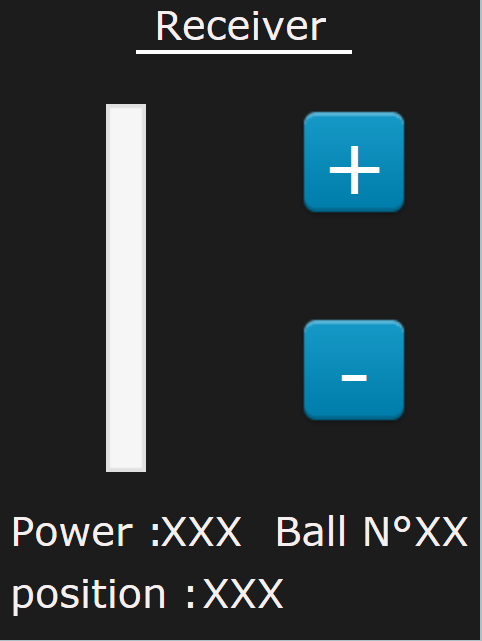 Receiver
+
-
Power :XXX Ball N°XX
position :XXX